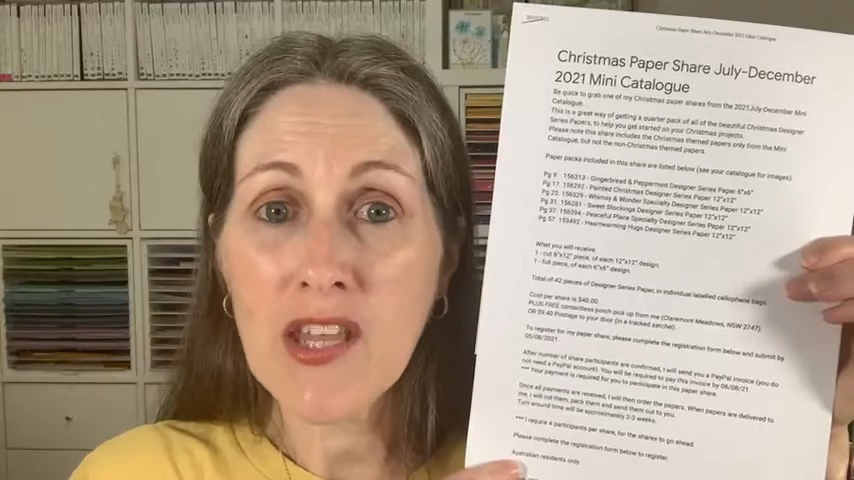 Christmas Paper Share July-December 2021 Mini Catalogue
Christmas Paper Share July-December
2021 Mini Catalogue
Be quick to grab one of my Christmas paper shares from the 2021July-December Mini
Catalogue.
This is a great way of getting a quarter pack of all of the beautiful Christmas Designer
Series Papers, to help you get started on your Christmas projects.
Please note this share includes the Christmas themed papers only from the Mini
Catalogue, but not the non-Christmas themed papers.
Paper packs included in this share are listed below (see your catalogue for images)
Pg 9. 156313 - Gingerbread & Peppermint Designer Series Paper 6"x6"
Pg 17. 156292 - Painted Christmas Designer Series Paper 12"x12"
Pg 25. 156329 - Whimsy & Wonder Specialty Designer Series Paper 12"x12"
Pg 31. 156281 - Sweet Stockings Designer Series Paper 12"x12"
Pg 37. 156394 - Peaceful Place Specialty Designer Series Paper 12"x12"
Pg 57. 153492 - Heartwarming Hugs Designer Series Paper 12"x12"
What you will receive
1 - cut 6"x12" piece, of each 12"x12" design.
1 - full piece, of each 6"x6" design.
Total of 42 pieces of Designer Series Paper, in individual labelled cellophane bags.
Cost per share is $40.00.
PLUS FREE contactless porch pick up from me (Claremont Meadows, NSW 2747).
OR $9.40 Postage to your door (in a tracked satchel).
To register for my paper share, please complete the registration form below and submit by
05/08/2021.
After number of share participants are confirmed, I will send you a PayPal invoice (you do
not need a PayPal account). You will be required to pay this invoice by 06/08/21.
*** Your payment is required for you to participate in this paper share.
Once all payments are received, I will then order the papers. When papers are delivered to
me, I will cut them, pack them and send them out to you.
Turn around time will be approximately 2-3 weeks.
*** I require 4 participants per share, for the shares to go ahead.
Please complete the registration form below to register.
Australian residents only.